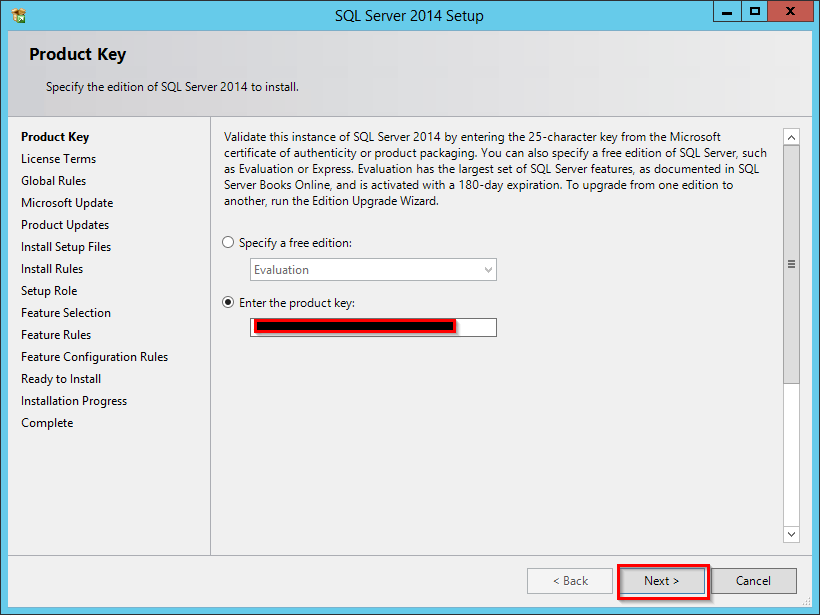 SQL Server 2014 Setup
Product Key
Specify the edition of SQL Server 2014 to install.
Product Key
License Terms
Global Rules
Microsoft Update
Product Updates
Install Setup Files
Install Rules
Setup Role
Feature Selection
Feature Rules
Feature Configuration Rules
Ready to Install
Installation Progress
Complete
Validate this instance of SQL Server 2014 by entering the 25-character key from the Microsoft
certificate of authenticity or product packaging. You can also specify a free edition of SQL Server, such
as Evaluation or Express. Evaluation has the largest set of SQL Server features, as documented in SQL
Server Books Online, and is activated with a 180-day expiration. To upgrade from one edition to
another, run the Edition Upgrade Wizard.
Specify a free edition:
Evaluation
Enter the product key:
< Back
Next >
Cancel